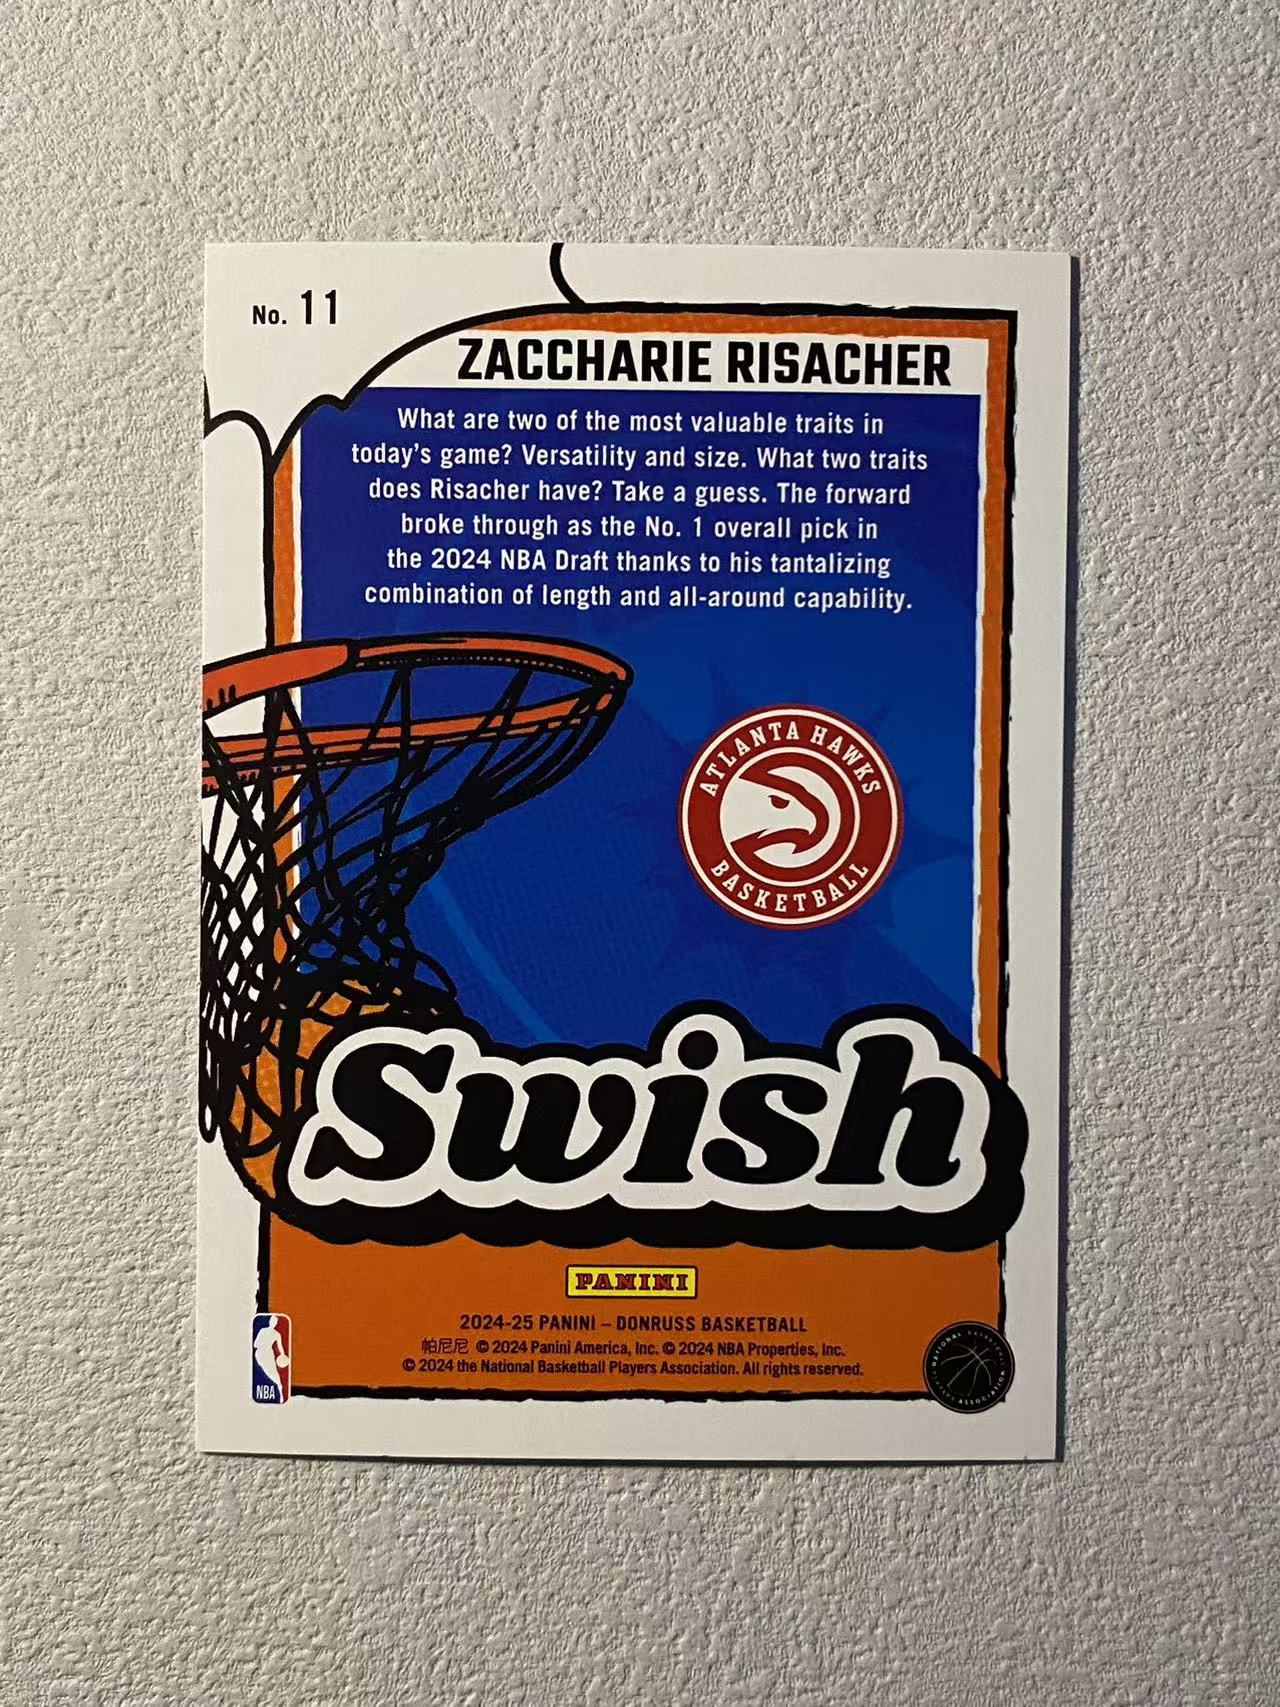 No. 11
ZACCHARIE RISACHER
What are two of the most valuable traits in
today's game? Versatility and size. What two traits
does Risacher have? Take a guess. The forward
broke through as the No. 1 overall pick in
the 2024 NBA Draft thanks to his tantalizing
combination of length and all-around capability.
ATLANTA HAWKS
BASKETBALL
Swish
PANINI
2024-25 PANINI – DONRUSS BASKETBALL
帕尼尼 © 2024 Panini America, Inc. © 2024 NBA Properties, Inc.
© 2024 the National Basketball Players Association. All rights reserved.
NBA
NATIONAL BASKETBALL
ASSOCIATION